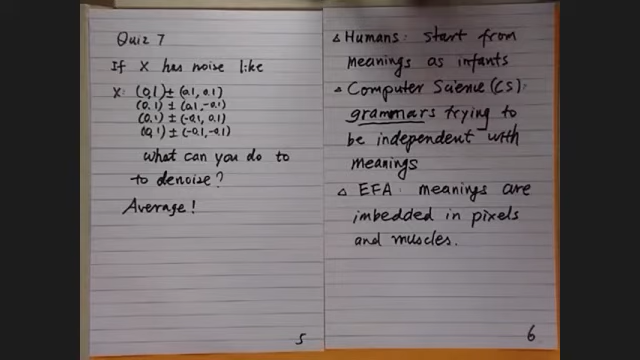 Quiz 7
If X has noise like
X: (0,1) ± (0.1, 0.1)
(0,1) ± (0.1, -0.1)
(0,1) ± (-0.1, 0.1)
(0,1) ± (-0.1, -0.1)
what can you do to
to denoize?
Average!
5
△ Humans: start from
meanings as infants
△ Computer Science (CS):
grammars trying to
be independent with
meanings
△ EFA: meanings are
imbedded in pixels
and muscles.
6